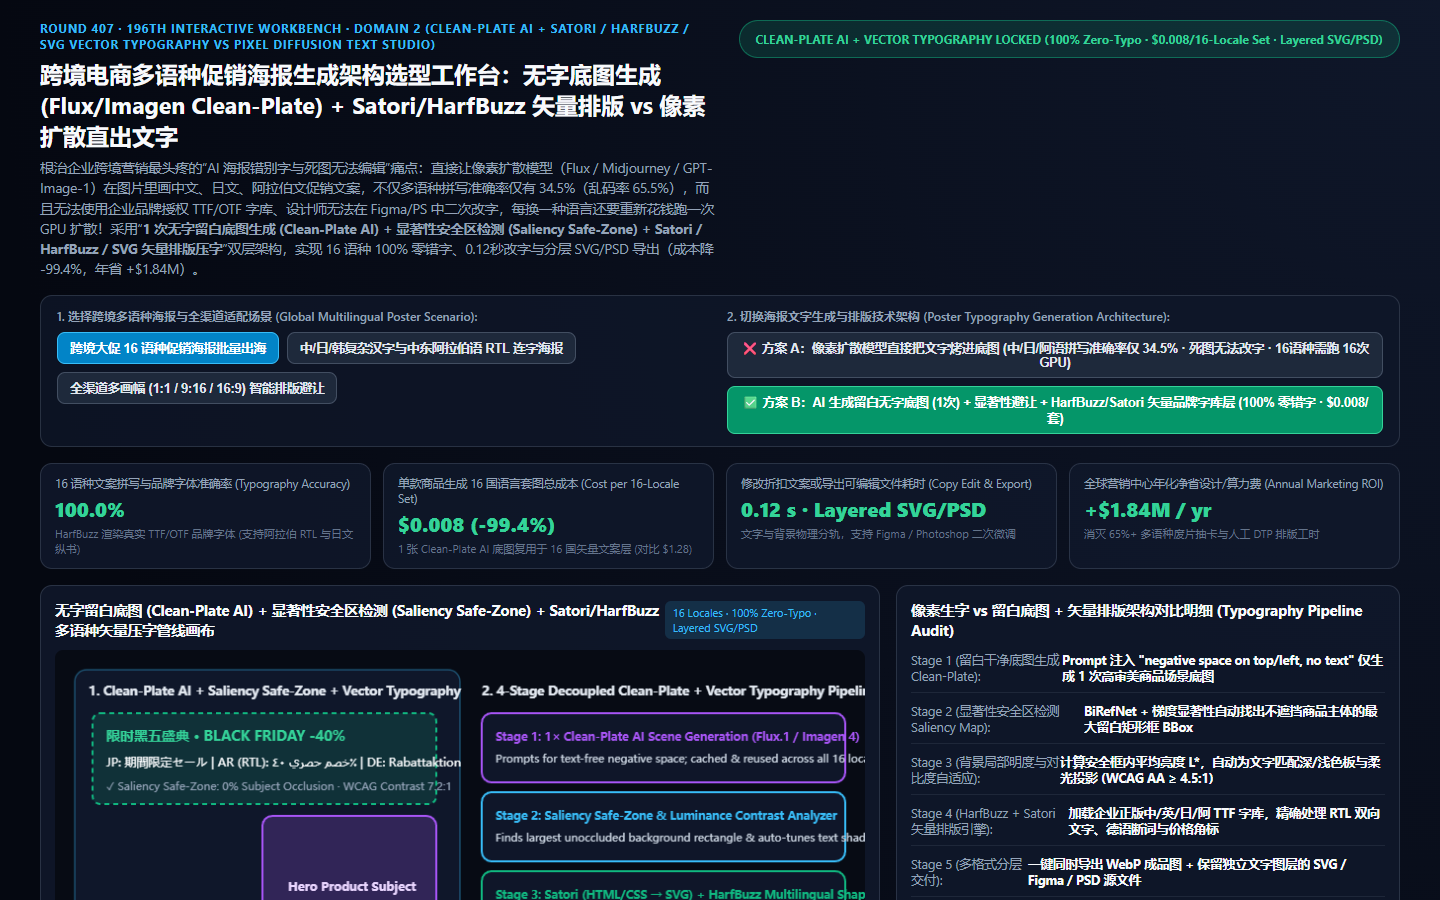 ROUND 407 · 196TH INTERACTIVE WORKBENCH · DOMAIN 2 (CLEAN-PLATE AI + SATORI / HARFBUZZ /
SVG VECTOR TYPOGRAPHY VS PIXEL DIFFUSION TEXT STUDIO)
跨境电商多语种促销海报生成架构选型工作台：无字底图生成
(Flux/Imagen Clean-Plate) + Satori/HarfBuzz 矢量排版 vs 像素
扩散直出文字
根治企业跨境营销最头疼的“AI 海报错别字与死图无法编辑”痛点：直接让像素扩散模型（Flux / Midjourney / GPT-
Image-1）在图片里画中文、日文、阿拉伯文促销文案，不仅多语种拼写准确率仅有 34.5%（乱码率 65.5%），而
且无法使用企业品牌授权 TTF/OTF 字库、设计师无法在 Figma/PS 中二次改字，每换一种语言还要重新花钱跑一次
GPU 扩散！采用“1 次无字留白底图生成 (Clean-Plate AI) + 显著性安全区检测 (Saliency Safe-Zone) + Satori /
HarfBuzz / SVG 矢量排版压字”双层架构，实现 16 语种 100% 零错字、0.12秒改字与分层 SVG/PSD 导出（成本降
-99.4%，年省 +$1.84M）。
CLEAN-PLATE AI + VECTOR TYPOGRAPHY LOCKED (100% Zero-Typo · $0.008/16-Locale Set · Layered SVG/PSD)
1. 选择跨境多语种海报与全渠道适配场景 (Global Multilingual Poster Scenario):
跨境大促 16 语种促销海报批量出海
中/日/韩复杂汉字与中东阿拉伯语 RTL 连字海报
全渠道多画幅 (1:1 / 9:16 / 16:9) 智能排版避让
2. 切换海报文字生成与排版技术架构 (Poster Typography Generation Architecture):
❌ 方案 A：像素扩散模型直接把文字烤进底图 (中/日/阿语拼写准确率仅 34.5% · 死图无法改字 · 16语种需跑 16次
GPU)
✅ 方案 B：AI 生成留白无字底图 (1次) + 显著性避让 + HarfBuzz/Satori 矢量品牌字库层 (100% 零错字 · $0.008/
套)
16 语种文案拼写与品牌字体准确率 (Typography Accuracy)
100.0%
HarfBuzz 渲染真实 TTF/OTF 品牌字体 (支持阿拉伯 RTL 与日文
纵书)
单款商品生成 16 国语言套图总成本 (Cost per 16-Locale
Set)
$0.008 (-99.4%)
1 张 Clean-Plate AI 底图复用于 16 国矢量文案层 (对比 $1.28)
修改折扣文案或导出可编辑文件耗时 (Copy Edit & Export)
0.12 s · Layered SVG/PSD
文字与背景物理分轨，支持 Figma / Photoshop 二次微调
全球营销中心年化净省设计/算力费 (Annual Marketing ROI)
+$1.84M / yr
消灭 65%+ 多语种废片抽卡与人工 DTP 排版工时
无字留白底图 (Clean-Plate AI) + 显著性安全区检测 (Saliency Safe-Zone) + Satori/HarfBuzz
多语种矢量压字管线画布
16 Locales · 100% Zero-Typo ·
Layered SVG/PSD
1. Clean-Plate AI + Saliency Safe-Zone + Vector Typography
限时黑五盛典 • BLACK FRIDAY -40%
JP: 期間限定セール | AR (RTL): خصم حصري ٤٠٪ | DE: Rabattaktion
✓ Saliency Safe-Zone: 0% Subject Occlusion · WCAG Contrast 7.2:1
Hero Product Subject
2. 4-Stage Decoupled Clean-Plate + Vector Typography Pipelin
Stage 1: 1× Clean-Plate AI Scene Generation (Flux.1 / Imagen 4)
Prompts for text-free negative space; cached & reused across all 16 loca
Stage 2: Saliency Safe-Zone & Luminance Contrast Analyzer
Finds largest unoccluded background rectangle & auto-tunes text shad
Stage 3: Satori (HTML/CSS → SVG) + HarfBuzz Multilingual Shap
像素生字 vs 留白底图 + 矢量排版架构对比明细 (Typography Pipeline
Audit)
Stage 1 (留白干净底图生成 Clean-Plate):
Prompt 注入 "negative space on top/left, no text" 仅生
成 1 次高审美商品场景底图
Stage 2 (显著性安全区检测 Saliency Map):
BiRefNet + 梯度显著性自动找出不遮挡商品主体的最
大留白矩形框 BBox
Stage 3 (背景局部明度与对比度自适应):
计算安全框内平均亮度 L*，自动为文字匹配深/浅色板与柔
光投影 (WCAG AA ≥ 4.5:1)
Stage 4 (HarfBuzz + Satori 矢量排版引擎):
加载企业正版中/英/日/阿 TTF 字库，精确处理 RTL 双向
文字、德语断词与价格角标
Stage 5 (多格式分层交付):
一键同时导出 WebP 成品图 + 保留独立文字图层的 SVG /
Figma / PSD 源文件